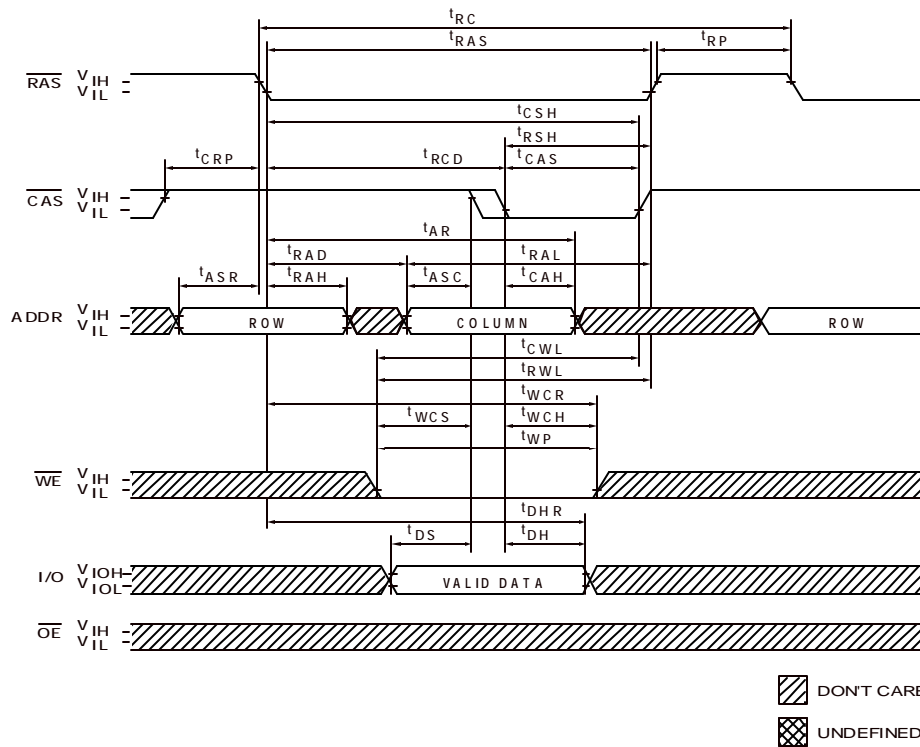 tRC
tRAS
tRP
RAS VIH
VIL
tCSH
tRSH
tCRP
tRCD
tCAS
CAS VIH
VIL
tAR
tRAD
tRAL
tASR
tRAH
tASC
tCAH
ADDR VIH
VIL
ROW
COLUMN
ROW
tCWL
tRWL
tWCR
tWCS
tWCH
tWP
WE VIH
VIL
tDHR
tDS
tDH
I/O VIOH
VIOL
VALID DATA
OE VIH
VIL
DON'T CARE
UNDEFINED